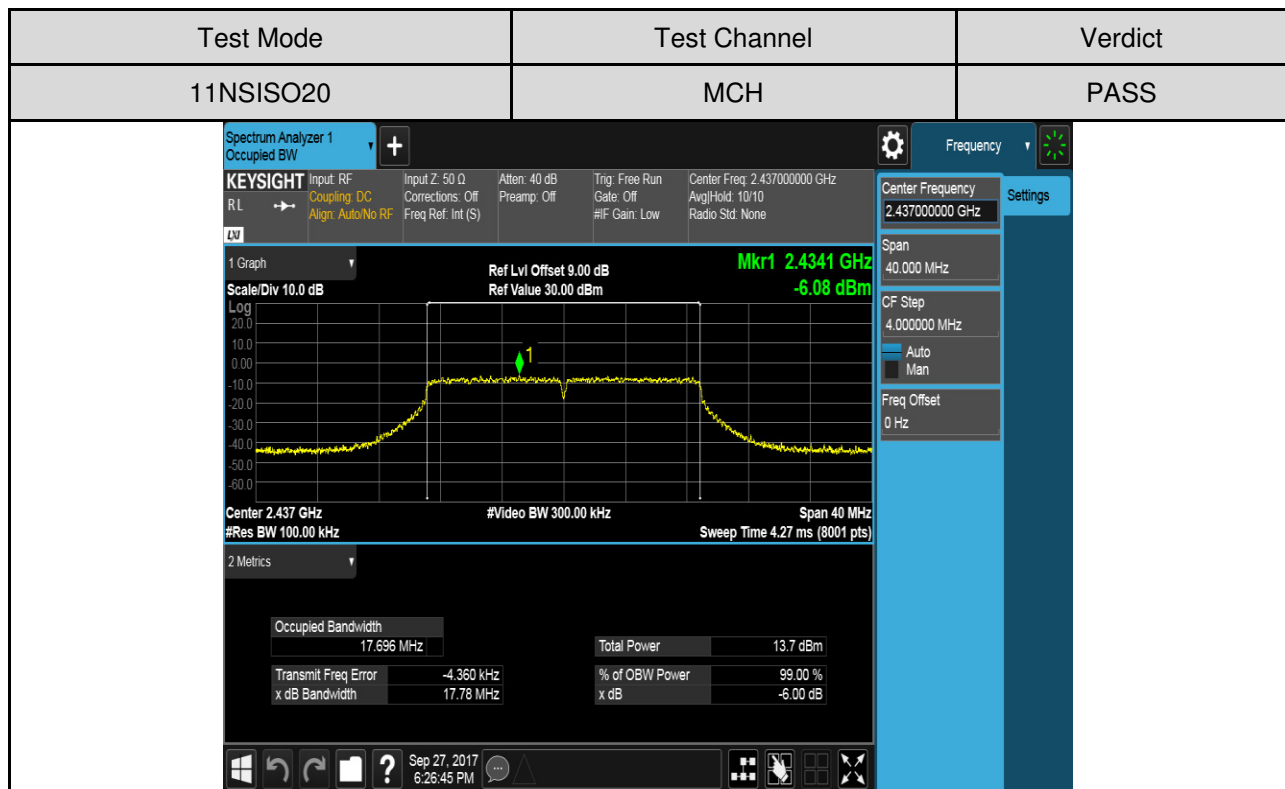 Test Mode Test Channel Verdict
11NSISO20 MCH PASS
Spectrum Analyzer 1
Occupied BW
+
Frequency
KEYSIGHT
RL
LXI
Input: RF
Coupling: DC
Align: Auto/No RF
Input Z: 50 Ω
Corrections: Off
Freq Ref: Int (S)
Atten: 40 dB
Preamp: Off
Trig: Free Run
Gate: Off
#IF Gain: Low
Center Freq: 2.437000000 GHz
Avg|Hold: 10/10
Radio Std: None
Center Frequency
2.437000000 GHz
Settings
Span
40.000 MHz
CF Step
4.000000 MHz
Auto
Man
Freq Offset
0 Hz
1 Graph
Scale/Div 10.0 dB
Ref Lvl Offset 9.00 dB
Ref Value 30.00 dBm
Mkr1 2.4341 GHz
-6.08 dBm
Log
20.0
10.0
0.00
-10.0
-20.0
-30.0
-40.0
-50.0
-60.0
1
Center 2.437 GHz
#Res BW 100.00 kHz
#Video BW 300.00 kHz
Span 40 MHz
Sweep Time 4.27 ms (8001 pts)
2 Metrics
Occupied Bandwidth
17.696 MHz
Total Power 13.7 dBm
Transmit Freq Error -4.360 kHz
% of OBW Power 99.00 %
x dB Bandwidth 17.78 MHz
x dB -6.00 dB
?
Sep 27, 2017
6:26:45 PM